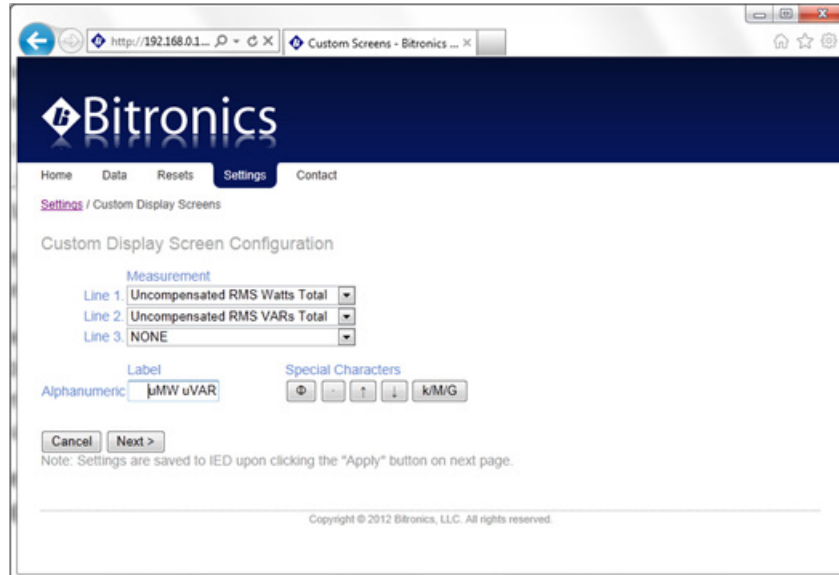 http://192.168.0.1...
Custom Screens - Bitronics ...
Bitronics
Home Data Resets Settings Contact
Settings / Custom Display Screens
Custom Display Screen Configuration
Measurement
Line 1. Uncompensated RMS Watts Total
Line 2. Uncompensated RMS VARs Total
Line 3. NONE
Label Special Characters
Alphanumeric uMW uVAR Φ - ↑ ↓ k/M/G
Cancel Next >
Note: Settings are saved to IED upon clicking the "Apply" button on next page.
Copyright © 2012 Bitronics, LLC. All rights reserved.